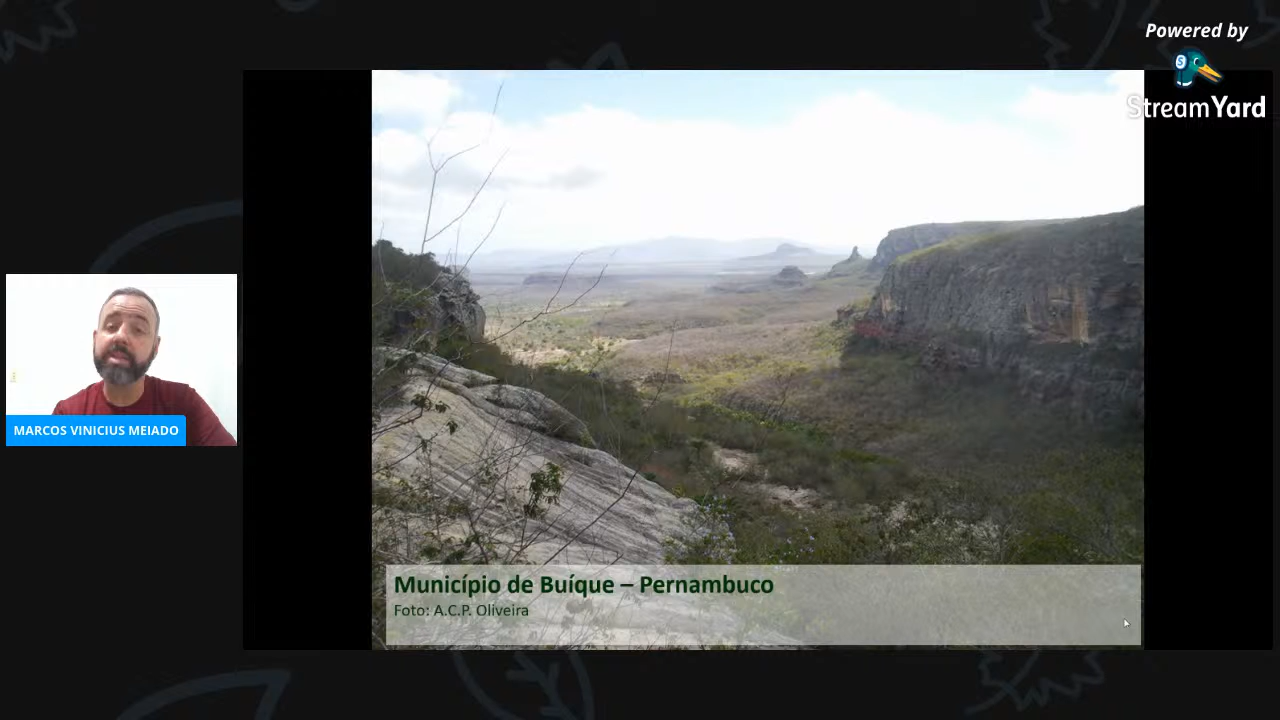 Powered by
StreamYard
MARCOS VINICIUS MEIADO
Município de Buíque – Pernambuco
Foto: A.C.P. Oliveira